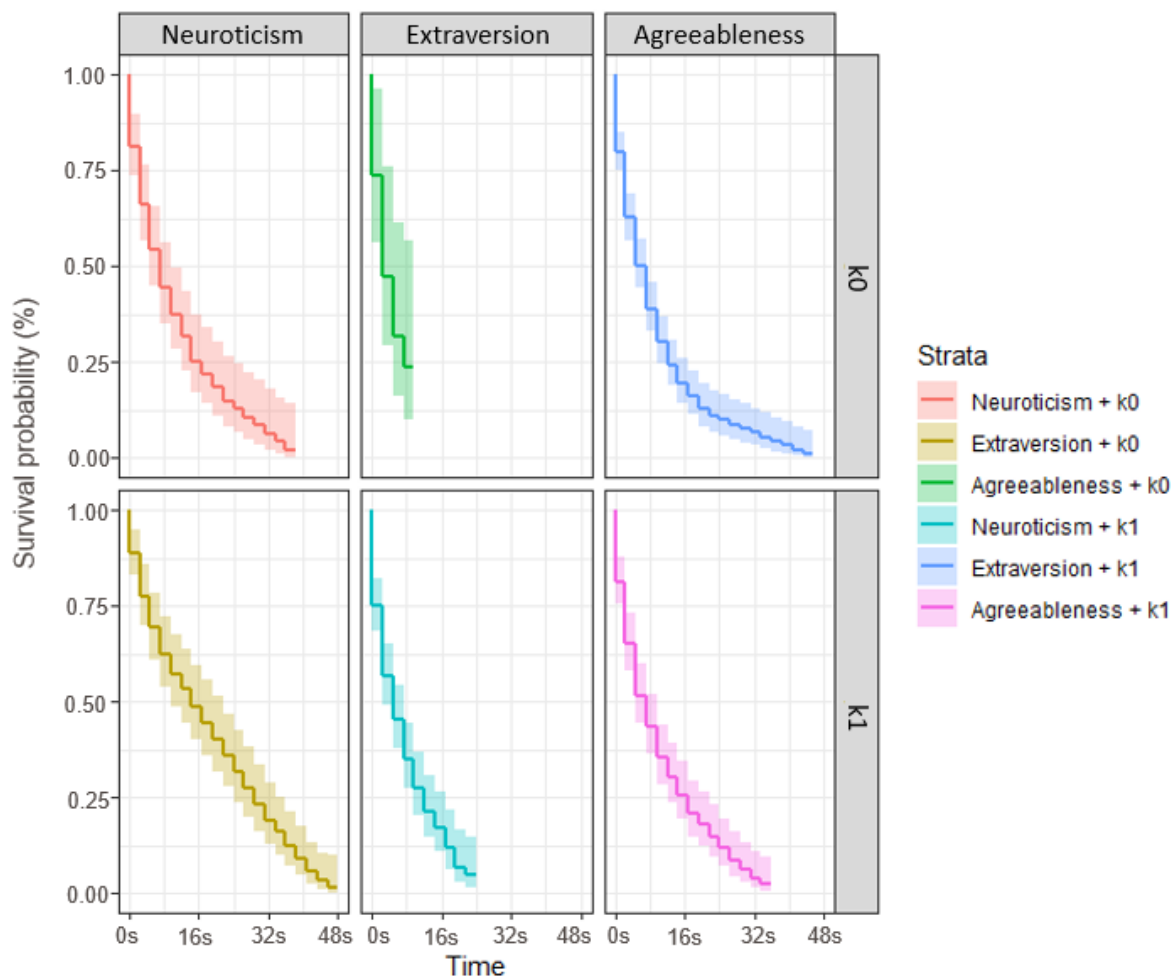 Neuroticism Extraversion Agreeableness
1.00
0.75
0.50
0.25
0.00
k0
1.00
0.75
0.50
0.25
0.00
k1
Survival probability (%)
0s 16s 32s 48s 0s 16s 32s 48s 0s 16s 32s 48s
Time
Strata
Neuroticism + k0
Extraversion + k0
Agreeableness + k0
Neuroticism + k1
Extraversion + k1
Agreeableness + k1